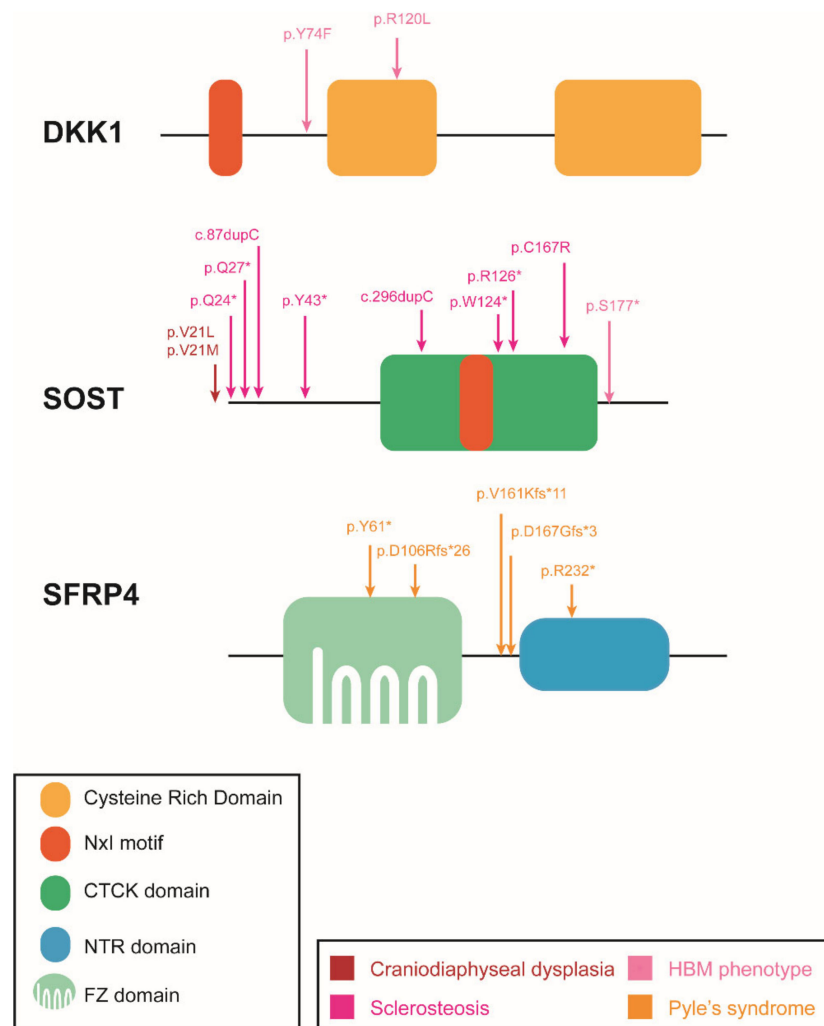 p.R120L
p.Y74F
DKK1
c.87dupC
p.C167R
p.Q27*
p.R126*
p.Q24*
p.Y43*
c.296dupC
p.W124*
p.S177*
p.V21L
p.V21M
SOST
p.V161Kfs*11
p.Y61*
p.D167Gfs*3
p.D106Rfs*26
p.R232*
SFRP4
Cysteine Rich Domain
NxI motif
CTCK domain
NTR domain
FZ domain
Craniodiaphyseal dysplasia
HBM phenotype
Sclerosteosis
Pyle's syndrome